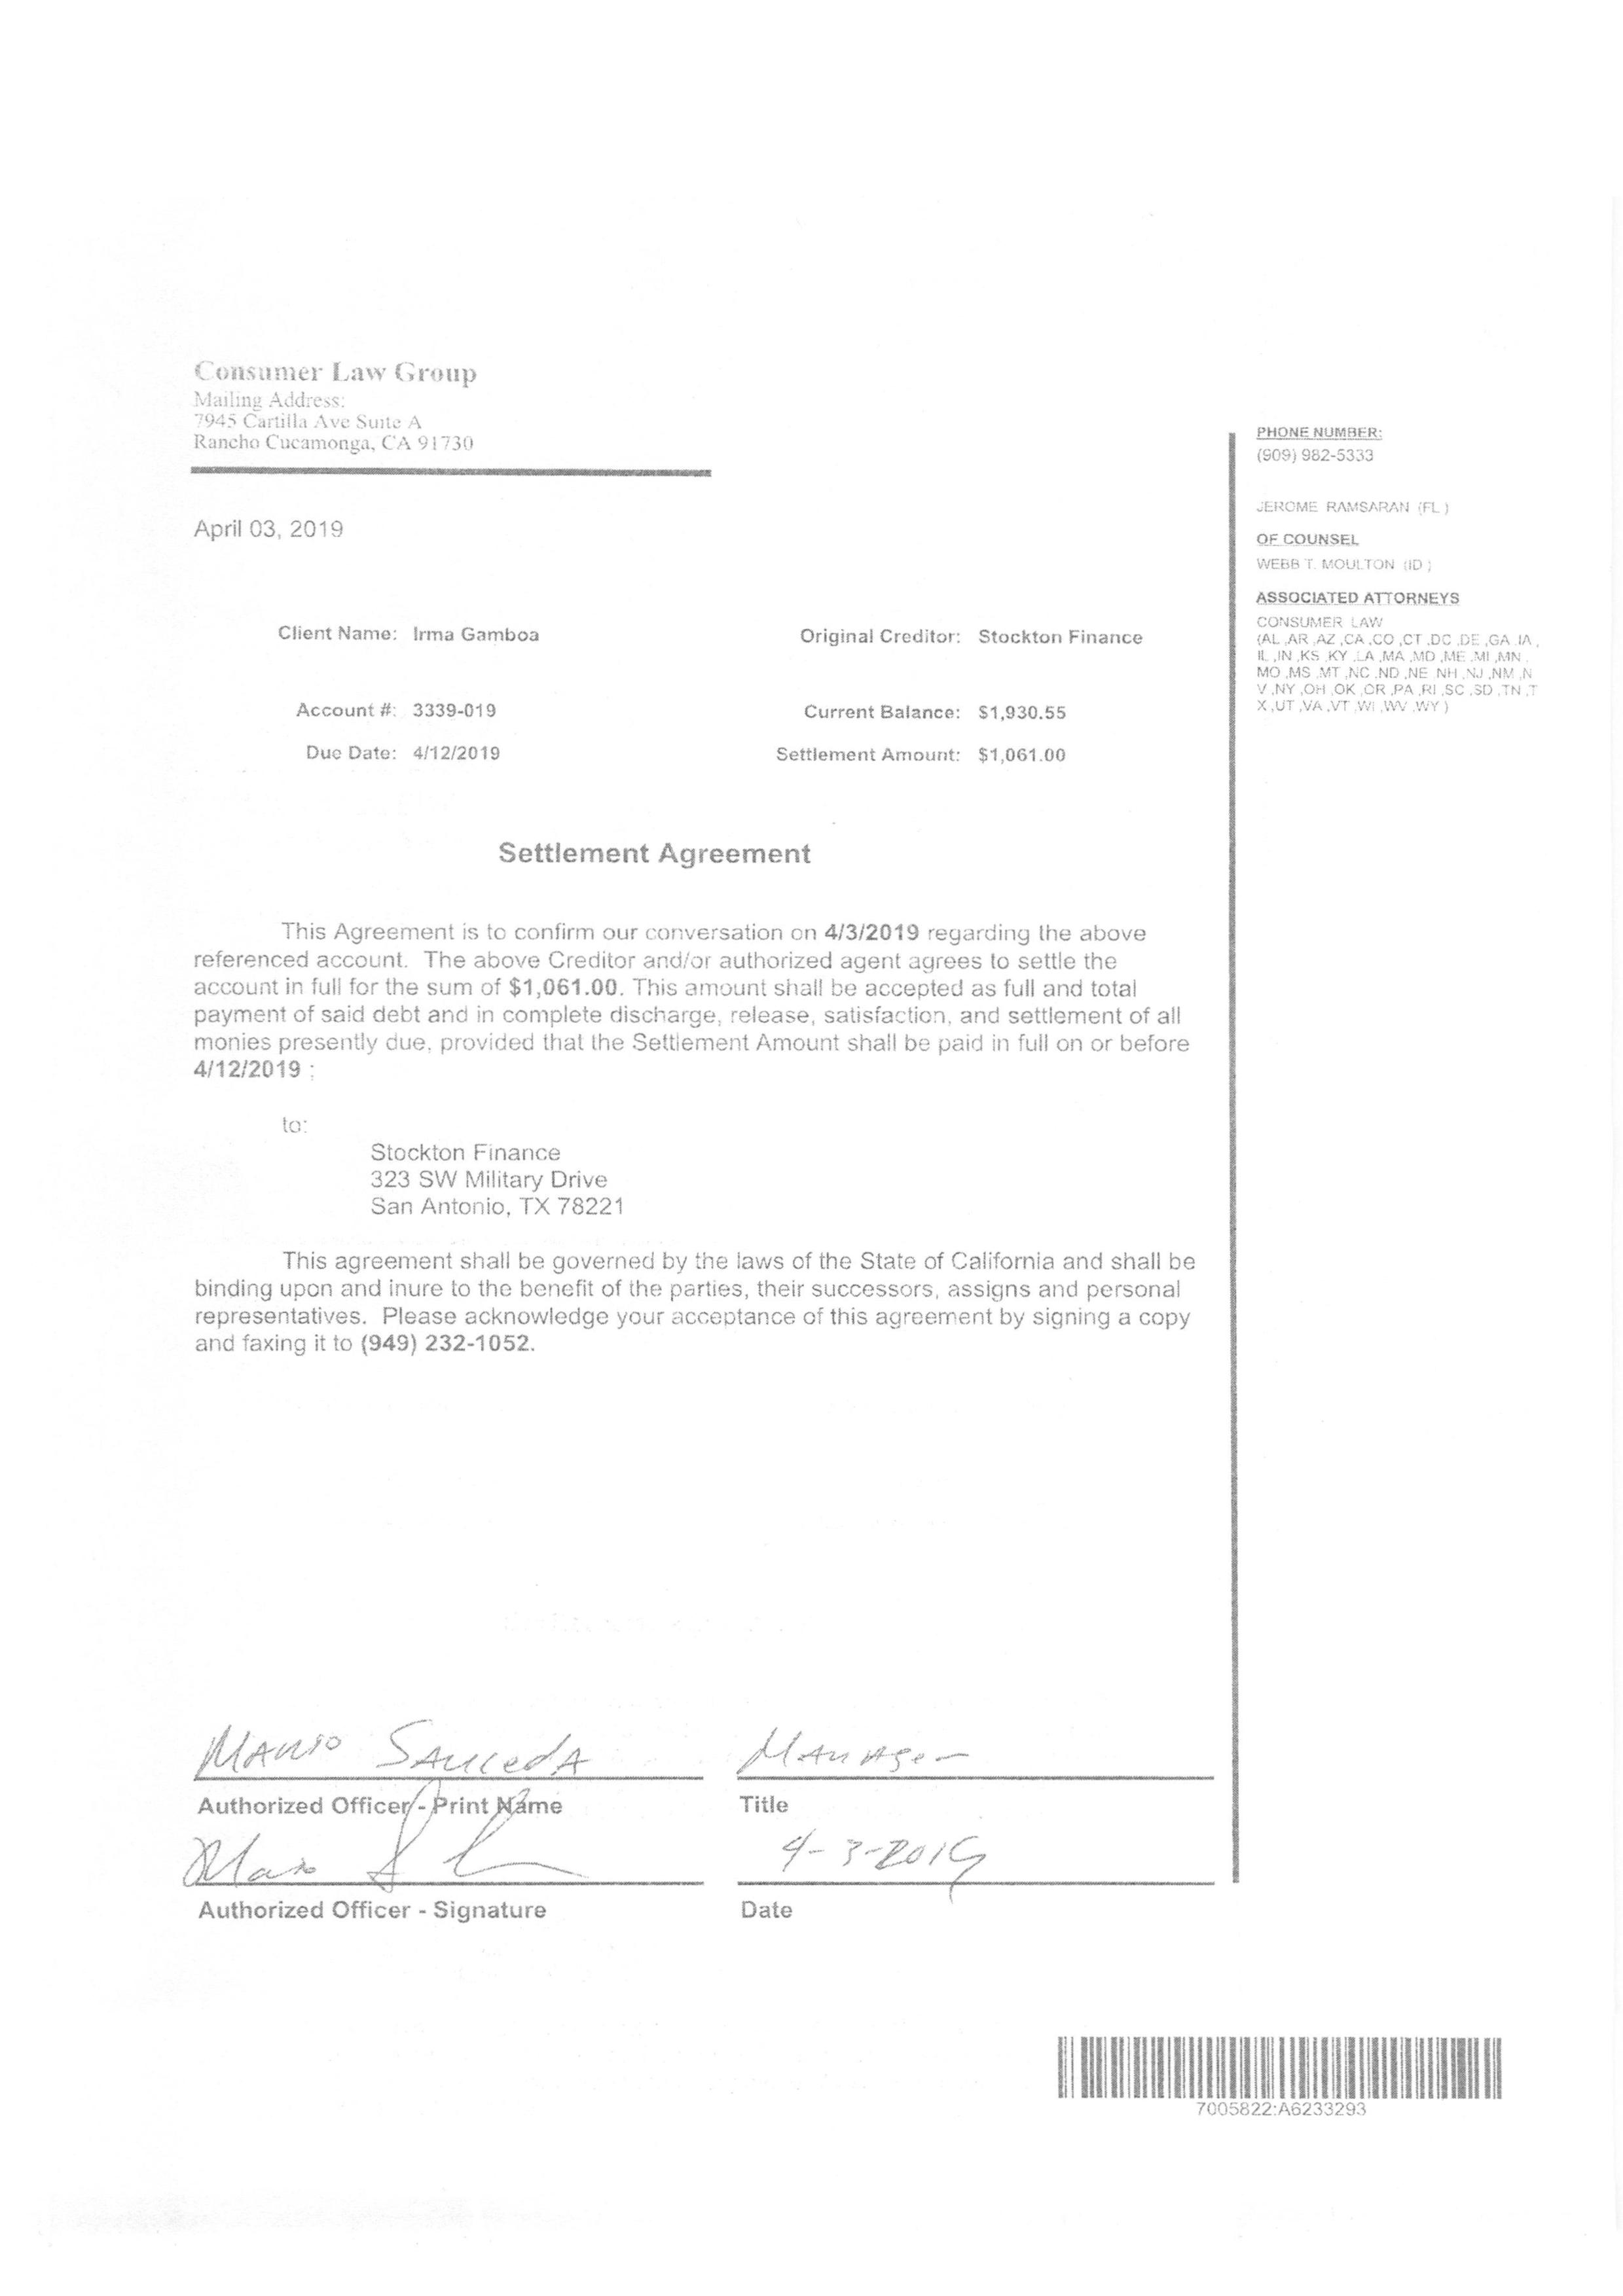 Consumer Law Group
Mailing Address:
7945 Cartilla Ave Suite A
Rancho Cucamonga, CA 91730
PHONE NUMBER:
(909) 982-5333
JEROME RAMSARAN (FL)
OF COUNSEL
WEBB T. MOULTON (ID)
ASSOCIATED ATTORNEYS
CONSUMER LAW
(AL ,AR ,AZ ,CA ,CO ,CT ,DC ,DE ,GA ,IA ,
IL ,IN ,KS ,KY ,LA ,MA ,MD ,ME ,MI ,MN ,
MO ,MS ,MT ,NC ,ND ,NE NH ,NJ ,NM ,N
V ,NY ,OH ,OK ,OR ,PA ,RI ,SC ,SD ,TN ,T
X ,UT ,VA ,VT ,WI ,WV ,WY )
April 03, 2019
Client Name: Irma Gamboa
Original Creditor: Stockton Finance
Account #: 3339-019
Current Balance: $1,930.55
Due Date: 4/12/2019
Settlement Amount: $1,061.00
Settlement Agreement
This Agreement is to confirm our conversation on 4/3/2019 regarding the above
referenced account. The above Creditor and/or authorized agent agrees to settle the
account in full for the sum of $1,061.00. This amount shall be accepted as full and total
payment of said debt and in complete discharge, release, satisfaction, and settlement of all
monies presently due, provided that the Settlement Amount shall be paid in full on or before
4/12/2019 :
to:
Stockton Finance
323 SW Military Drive
San Antonio, TX 78221
This agreement shall be governed by the laws of the State of California and shall be
binding upon and inure to the benefit of the parties, their successors, assigns and personal
representatives. Please acknowledge your acceptance of this agreement by signing a copy
and faxing it to (949) 232-1052.
Sauceda Manager
Authorized Officer - Print Name
Title
4-3-2019
Authorized Officer - Signature
Date
7005822:A6233293